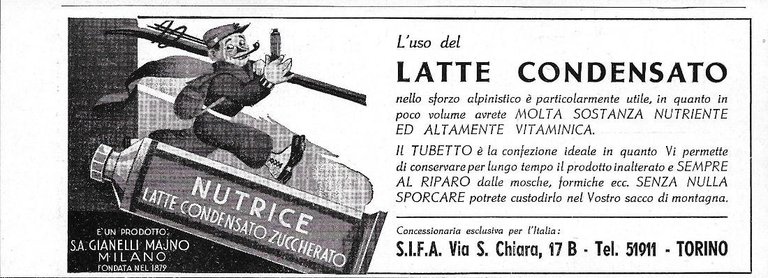 NUTRICE
LATTE CONDENSATO ZUCCHERATO
È UN PRODOTTO:
S.A. GIANELLI MAJNO
MILANO
FONDATA NEL 1879
L'uso del
LATTE CONDENSATO
nello sforzo alpinistico è particolarmente utile, in quanto in
poco volume avrete MOLTA SOSTANZA NUTRIENTE
ED ALTAMENTE VITAMINICA.
Il TUBETTO è la confezione ideale in quanto Vi permette
di conservare per lungo tempo il prodotto inalterato e SEMPRE
AL RIPARO dalle mosche, formiche ecc. SENZA NULLA
SPORCARE potrete custodirlo nel Vostro sacco di montagna.
Concessionaria esclusiva per l'Italia:
S.I.F.A. Via S. Chiara, 17 B - Tel. 51911 - TORINO